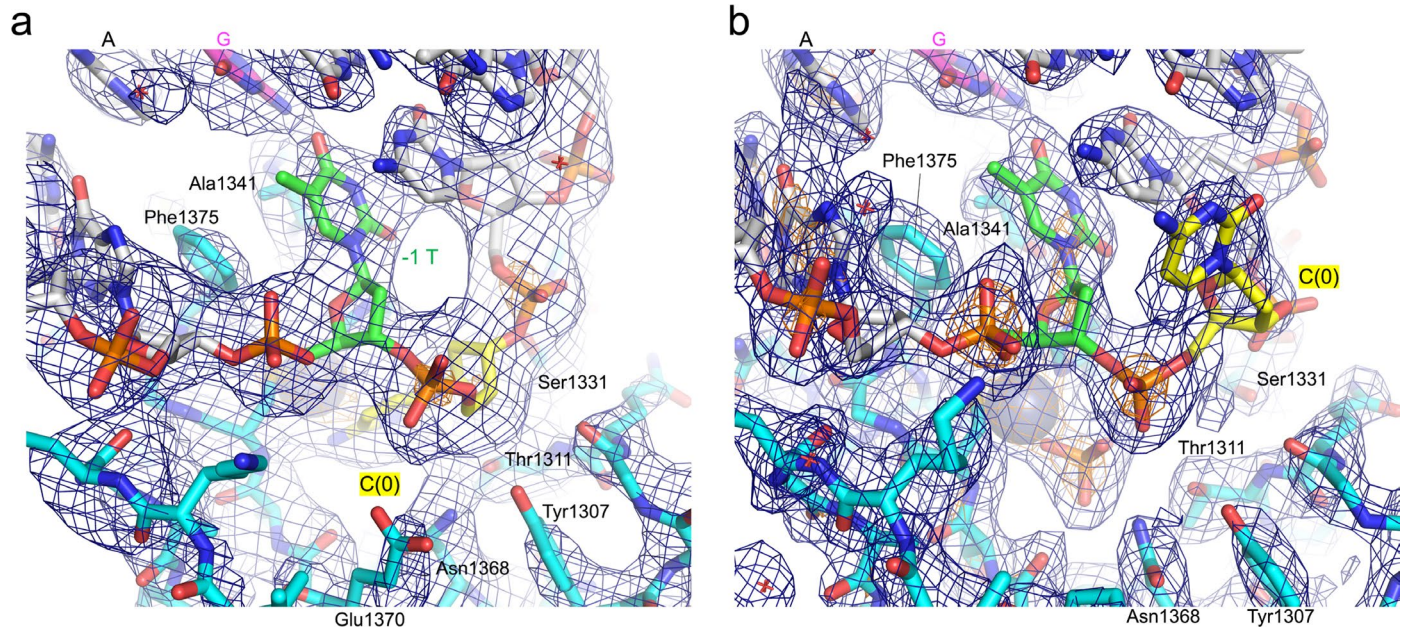 a
A
G
Ala1341
Phe1375
-1 T
Ser1331
C(0)
Thr1311
Tyr1307
Asn1368
Glu1370
b
A
G
Phe1375
Ala1341
C(0)
Ser1331
Thr1311
Asn1368
Tyr1307